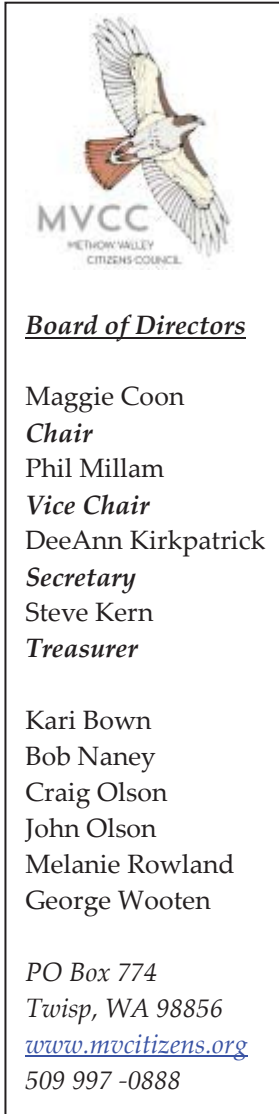 MVCC
METHOW VALLEY
CITIZENS COUNCIL
Board of Directors
Maggie Coon
Chair
Phil Millam
Vice Chair
DeeAnn Kirkpatrick
Secretary
Steve Kern
Treasurer
Kari Bown
Bob Naney
Craig Olson
John Olson
Melanie Rowland
George Wooten
PO Box 774
Twisp, WA 98856
www.mvcitizens.org
509 997 -0888